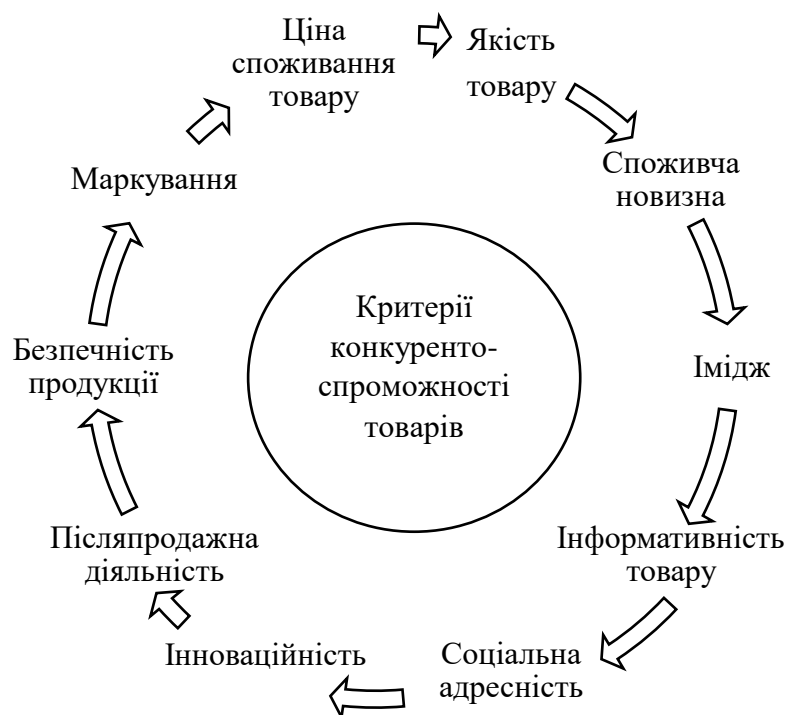 Ціна
споживання
товару
Якість
товару
Споживча
новизна
Імідж
Інформативність
товару
Соціальна
адресність
Інноваційність
Післяпродажна
діяльність
Безпечність
продукції
Маркування
Критерії
конкуренто-
спроможності
товарів